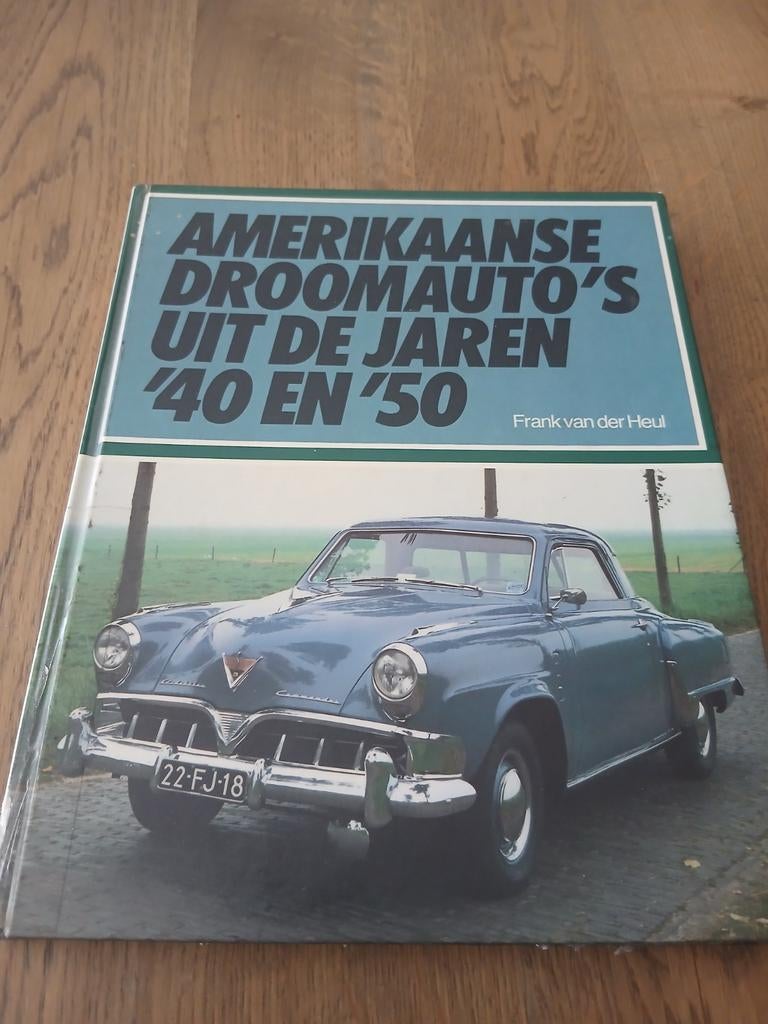 AMERIKAANSE
DROOMAUTO'S
UIT DE JAREN
'40 EN '50
Frank van der Heul
22-FJ-18